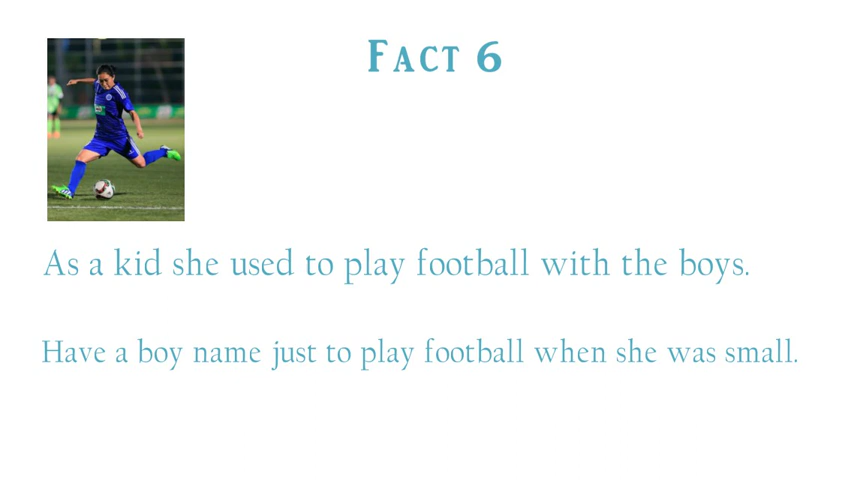 Fact 6
As a kid she used to play football with the boys.
Have a boy name just to play football when she was small.